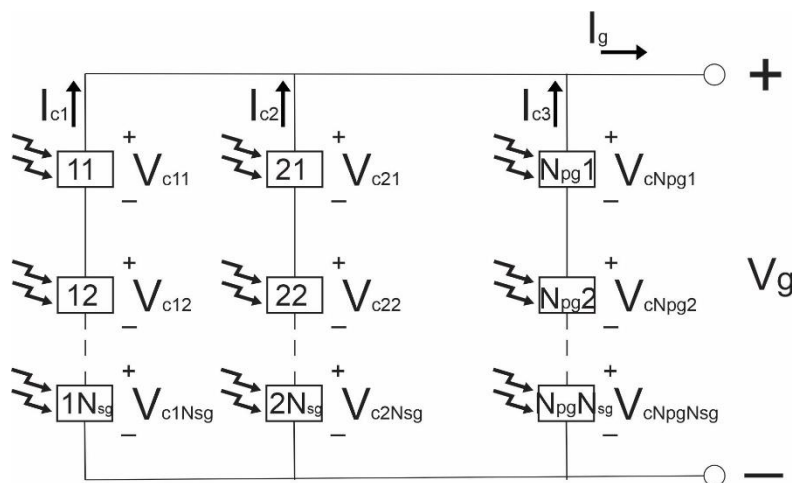 Ig
+
Ic1 Ic2 Ic3
+ + +
11 Vc11 21 Vc21 Npg1 VcNpg1
− − −
+ + +
12 Vc12 22 Vc22 Npg2 VcNpg2 Vg
− − −
+ + +
1Nsg Vc1Nsg 2Nsg Vc2Nsg NpgNsg VcNpgNsg
− − −
−